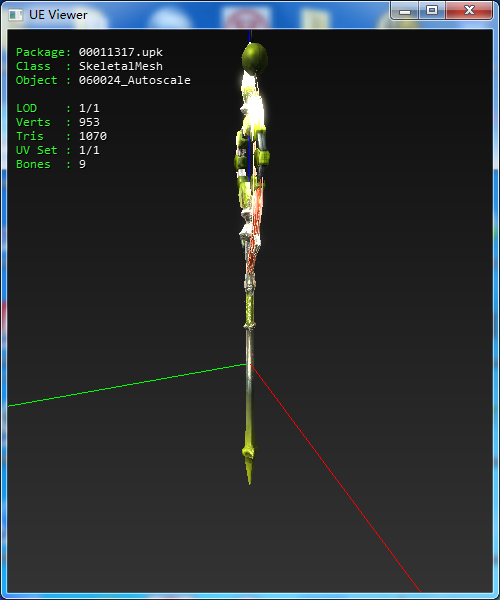 UE Viewer
Package: 00011317.upk
Class : SkeletalMesh
Object : 060024_Autoscale
LOD : 1/1
Verts : 953
Tris : 1070
UV Set : 1/1
Bones : 9